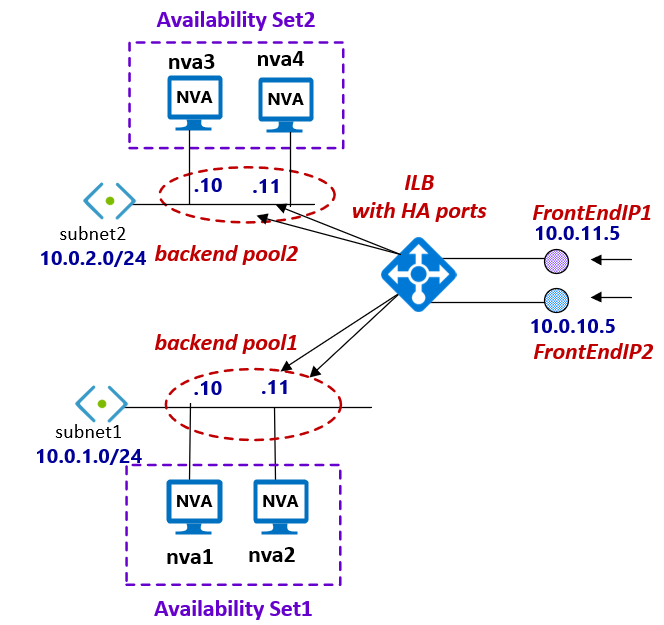 Availability Set2
nva3
nva4
NVA
NVA
.10
.11
subnet2
10.0.2.0/24
backend pool2
ILB
with HA ports
FrontEndIP1
10.0.11.5
10.0.10.5
FrontEndIP2
backend pool1
.10
.11
subnet1
10.0.1.0/24
NVA
NVA
nva1
nva2
Availability Set1